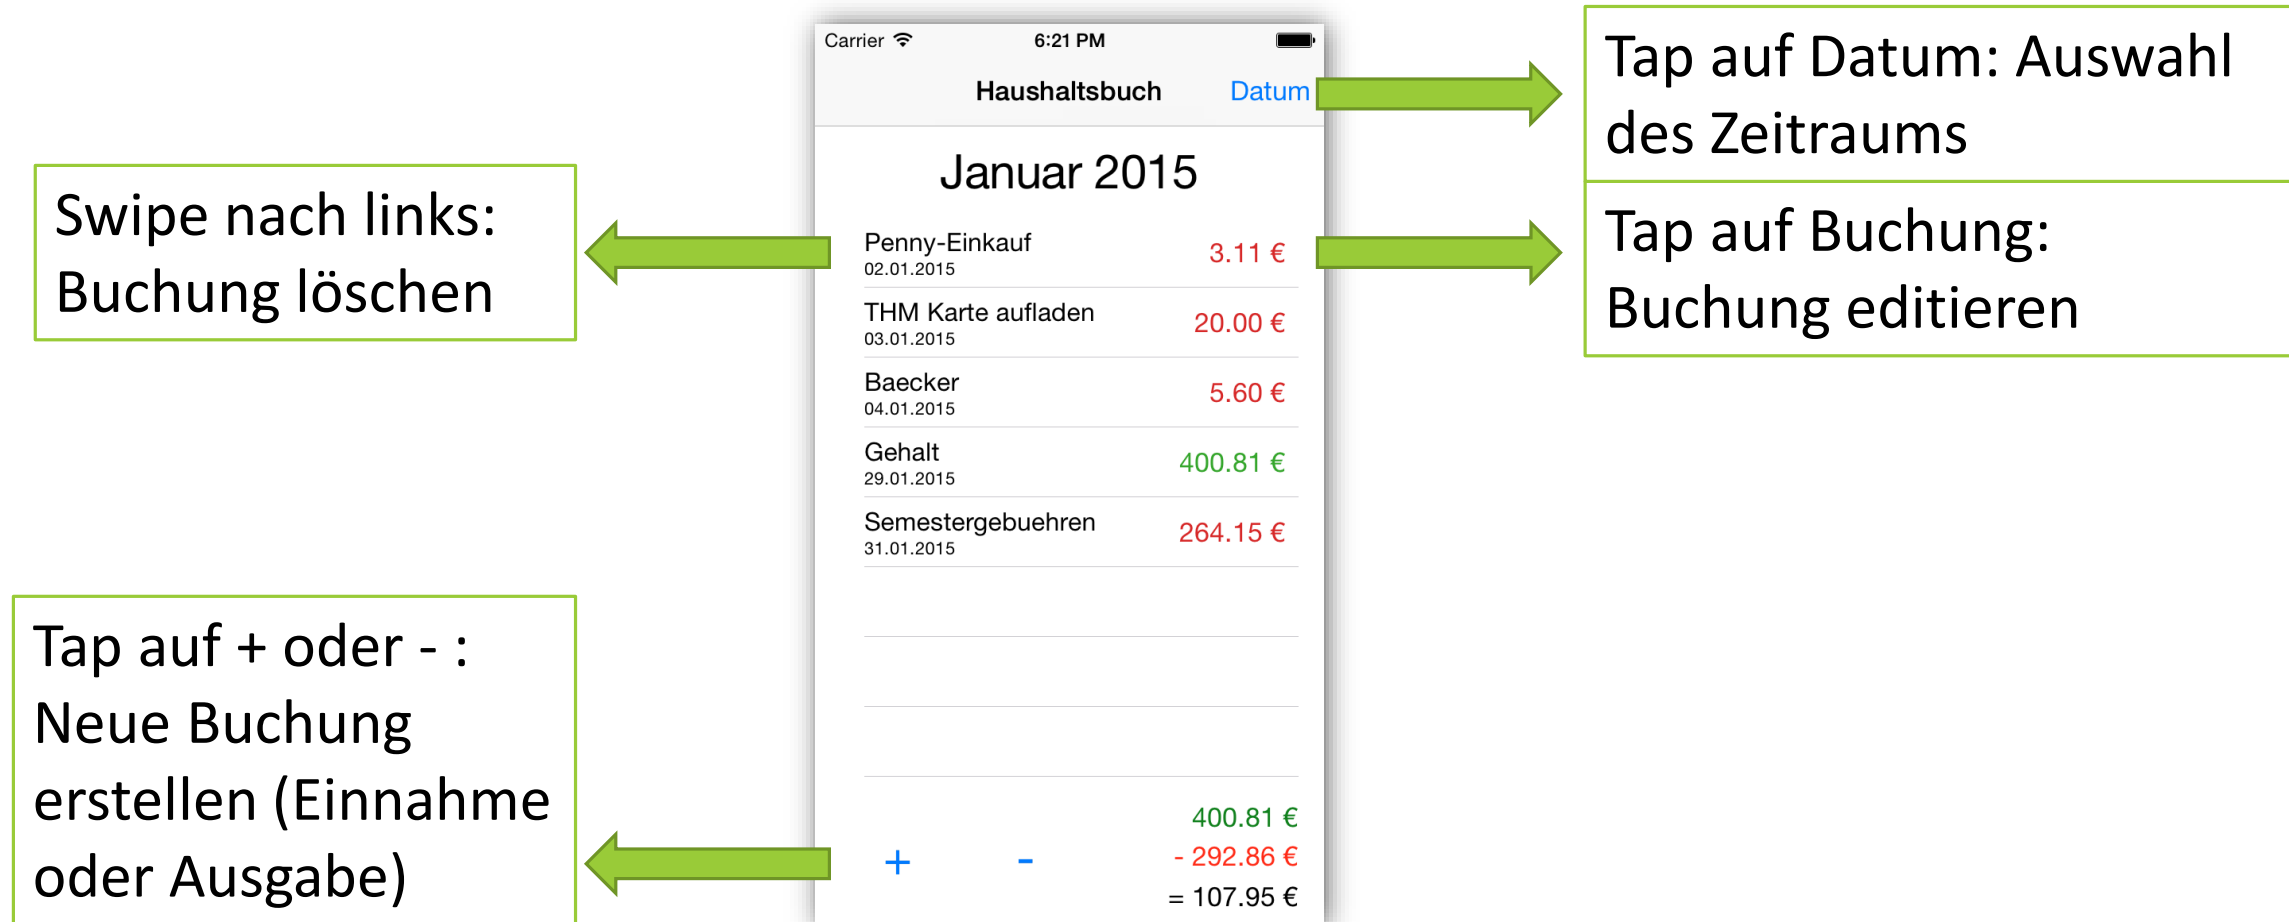 Carrier 6:21 PM
Haushaltsbuch Datum
Januar 2015
Penny-Einkauf 3.11 €
02.01.2015
THM Karte aufladen 20.00 €
03.01.2015
Baecker 5.60 €
04.01.2015
Gehalt 400.81 €
29.01.2015
Semestergebuehren 264.15 €
31.01.2015
400.81 €
+ - - 292.86 €
= 107.95 €
Swipe nach links:
Buchung löschen
Tap auf + oder - :
Neue Buchung
erstellen (Einnahme
oder Ausgabe)
Tap auf Datum: Auswahl
des Zeitraums
Tap auf Buchung:
Buchung editieren